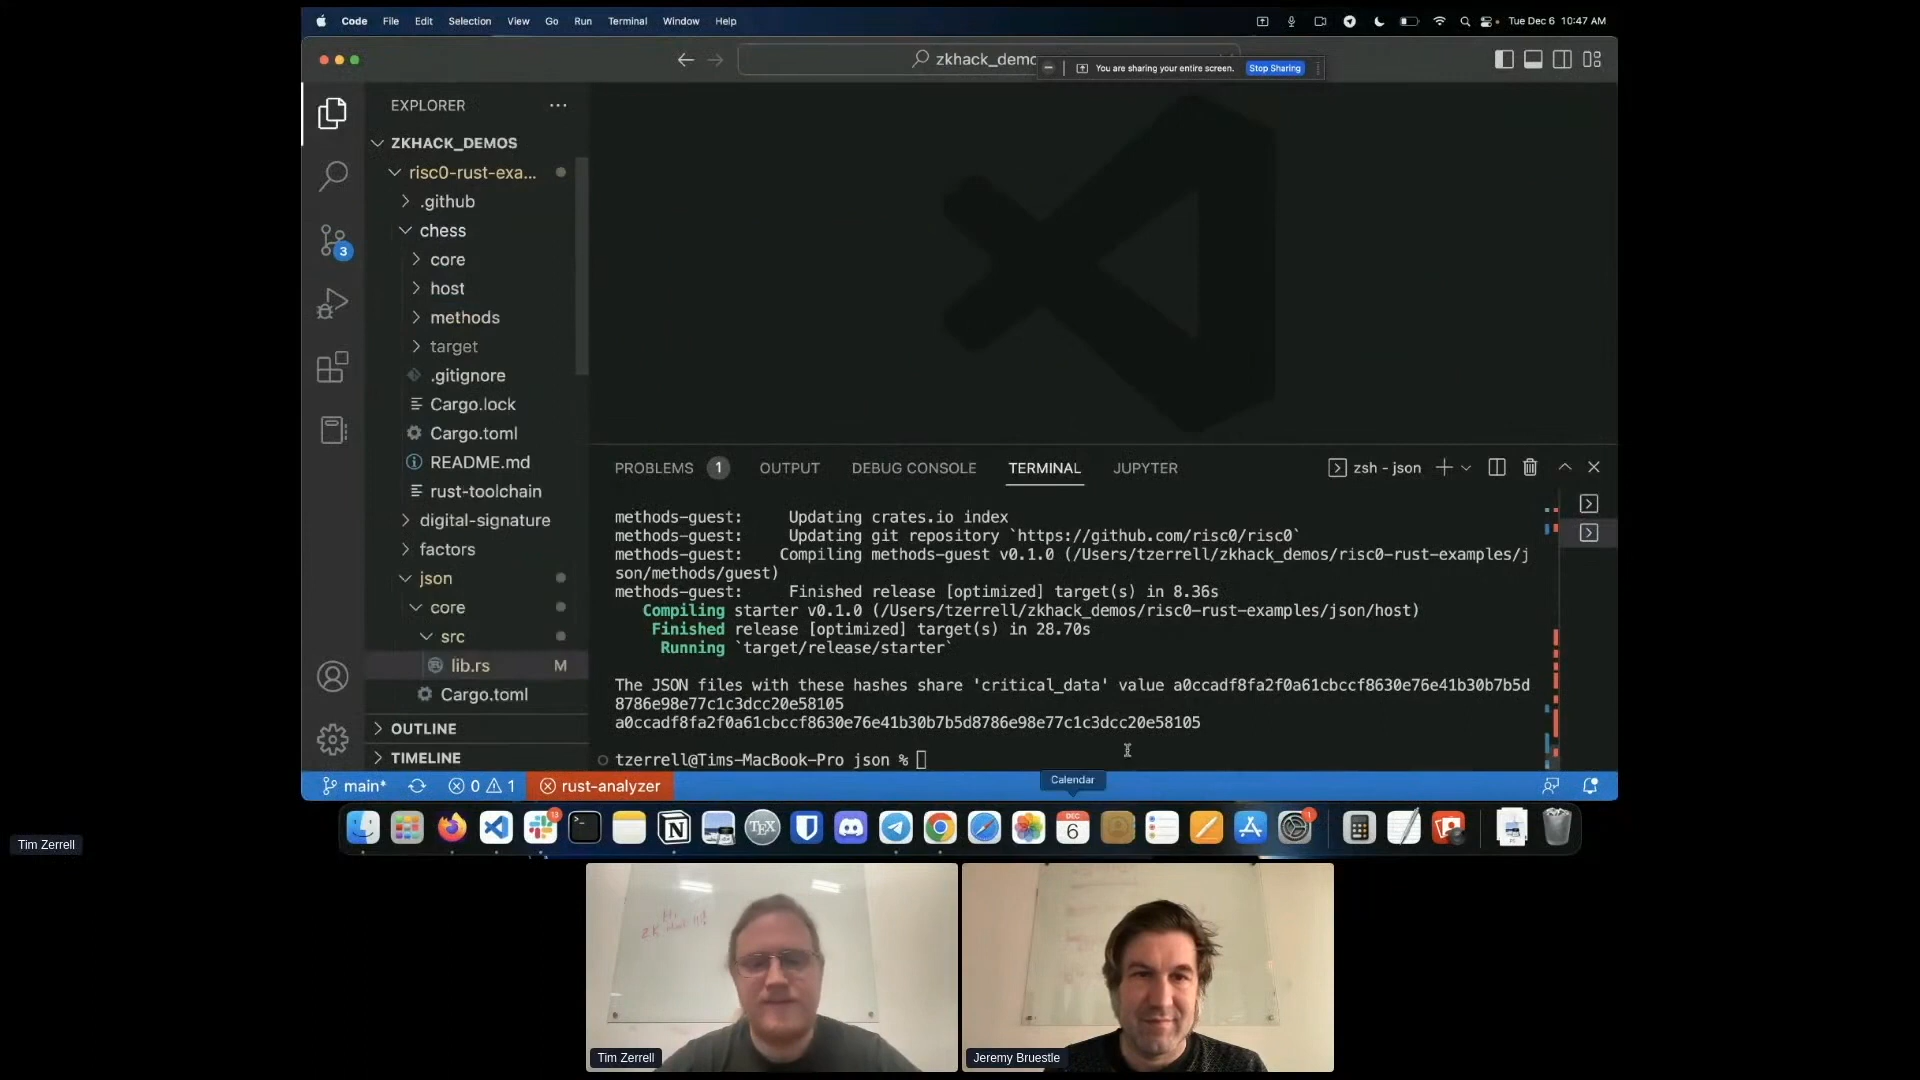 Code File Edit Selection View Go Run Terminal Window Help
Tue Dec 6 10:47 AM
zkhack_demo
You are sharing your entire screen. Stop Sharing
EXPLORER
ZKHACK_DEMOS
risc0-rust-exa...
.github
chess
core
host
methods
target
.gitignore
Cargo.lock
Cargo.toml
README.md
rust-toolchain
digital-signature
factors
json
core
src
lib.rs M
Cargo.toml
OUTLINE
TIMELINE
3
PROBLEMS 1 OUTPUT DEBUG CONSOLE TERMINAL JUPYTER
zsh - json
methods-guest: Updating crates.io index
methods-guest: Updating git repository `https://github.com/risc0/risc0`
methods-guest: Compiling methods-guest v0.1.0 (/Users/tzerrell/zkhack_demos/risc0-rust-examples/j
son/methods/guest)
methods-guest: Finished release [optimized] target(s) in 8.36s
Compiling starter v0.1.0 (/Users/tzerrell/zkhack_demos/risc0-rust-examples/json/host)
Finished release [optimized] target(s) in 28.70s
Running `target/release/starter`
The JSON files with these hashes share 'critical_data' value a0ccadf8fa2f0a61cbccf8630e76e41b30b7b5d
8786e98e77c1c3dcc20e58105
a0ccadf8fa2f0a61cbccf8630e76e41b30b7b5d8786e98e77c1c3dcc20e58105
tzerrell@Tims-MacBook-Pro json %
main* 0 1 rust-analyzer
Calendar
13
TEX
DEC
6
1
Tim Zerrell
Tim Zerrell
Jeremy Bruestle